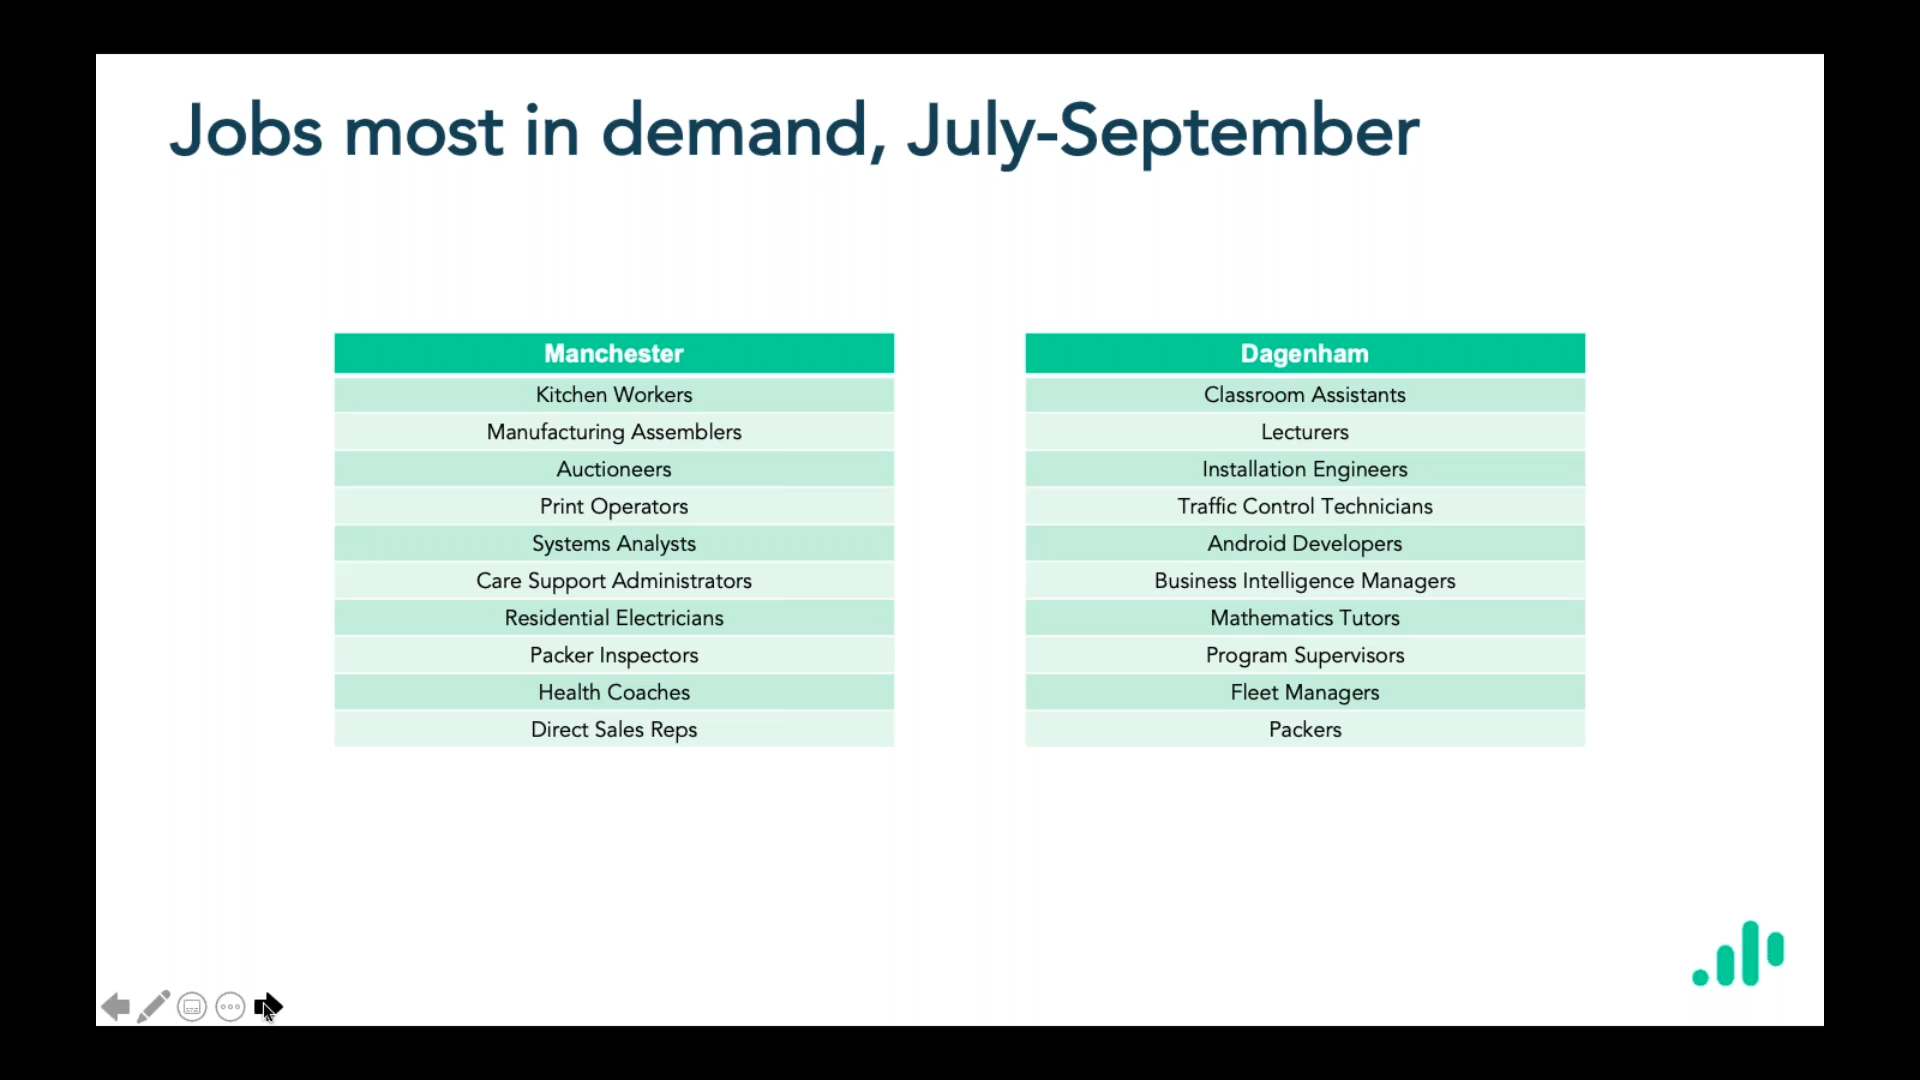 Jobs most in demand, July-September
Manchester
Kitchen Workers
Manufacturing Assemblers
Auctioneers
Print Operators
Systems Analysts
Care Support Administrators
Residential Electricians
Packer Inspectors
Health Coaches
Direct Sales Reps
Dagenham
Classroom Assistants
Lecturers
Installation Engineers
Traffic Control Technicians
Android Developers
Business Intelligence Managers
Mathematics Tutors
Program Supervisors
Fleet Managers
Packers